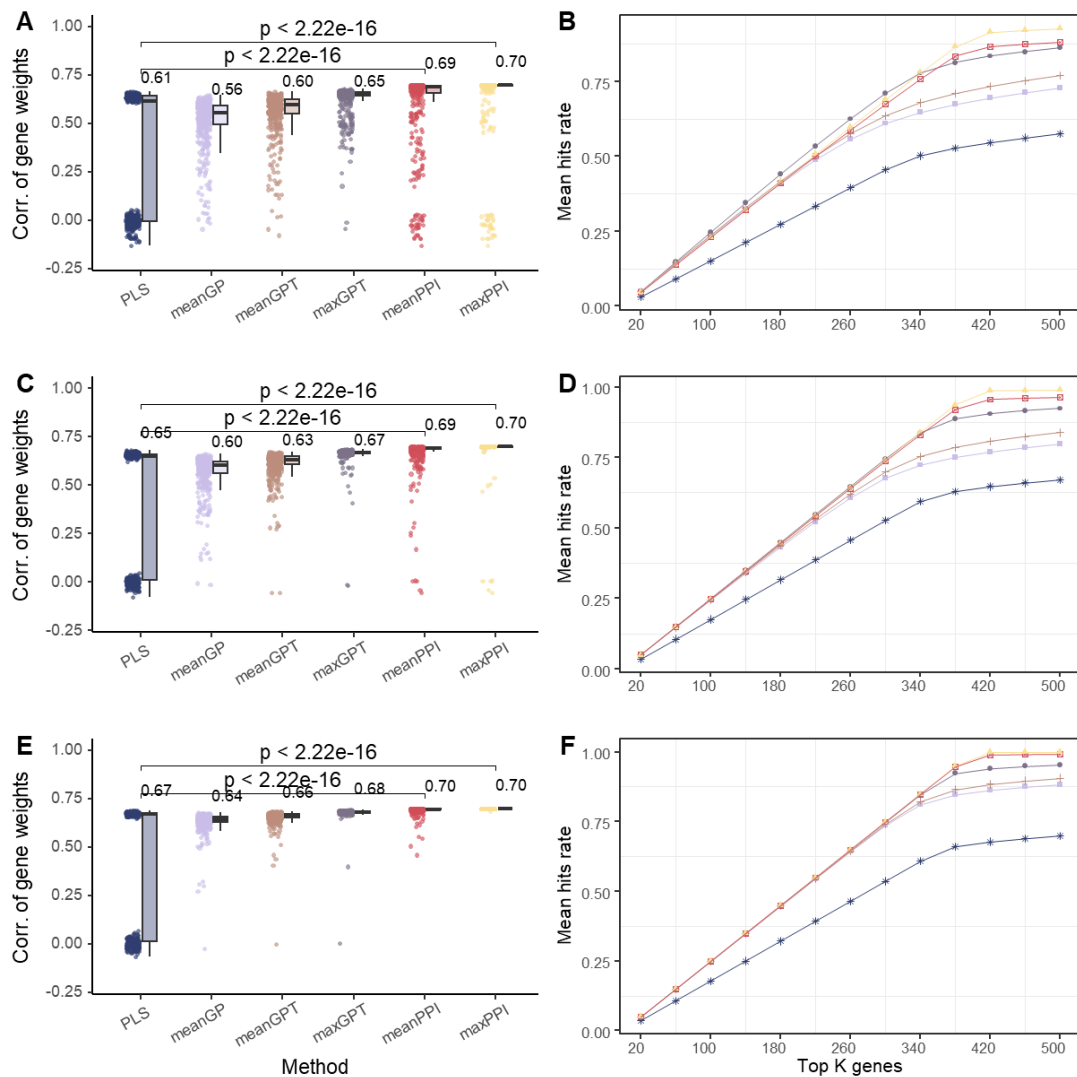 A
Corr. of gene weights
1.00
0.75
0.50
0.25
0.00
-0.25
p < 2.22e-16
p < 2.22e-16
0.61
0.56
0.60
0.65
0.69
0.70
PLS
meanGP
meanGPT
maxGPT
meanPPI
maxPPI
B
Mean hits rate
0.75
0.50
0.25
0.00
20
100
180
260
340
420
500
C
Corr. of gene weights
1.00
0.75
0.50
0.25
0.00
-0.25
p < 2.22e-16
p < 2.22e-16
0.65
0.60
0.63
0.67
0.69
0.70
PLS
meanGP
meanGPT
maxGPT
meanPPI
maxPPI
D
Mean hits rate
1.00
0.75
0.50
0.25
0.00
20
100
180
260
340
420
500
E
Corr. of gene weights
1.00
0.75
0.50
0.25
0.00
-0.25
p < 2.22e-16
p < 2.22e-16
0.67
0.64
0.66
0.68
0.70
0.70
PLS
meanGP
meanGPT
maxGPT
meanPPI
maxPPI
Method
F
Mean hits rate
1.00
0.75
0.50
0.25
0.00
20
100
180
260
340
420
500
Top K genes